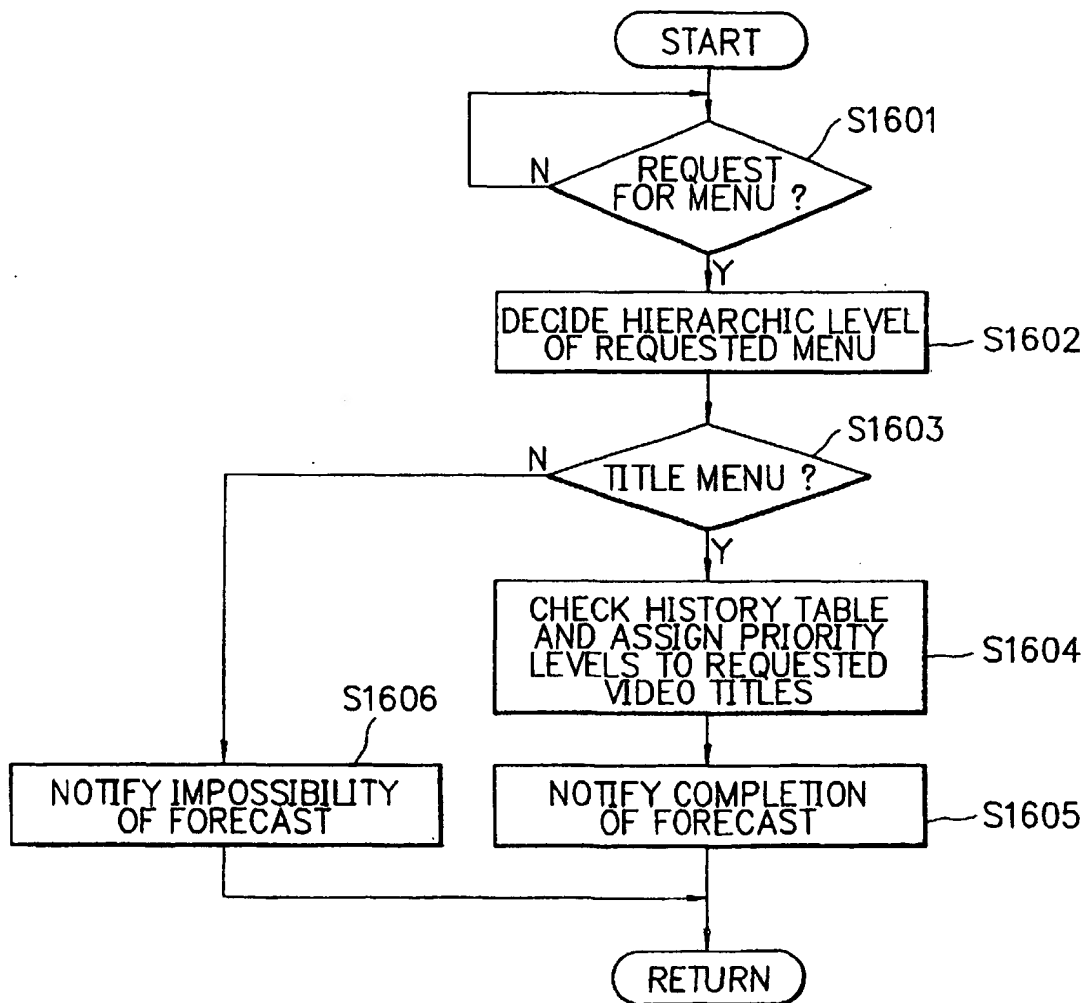 START
S1601
N
REQUEST
FOR MENU ?
Y
DECIDE HIERARCHIC LEVEL
OF REQUESTED MENU
S1602
S1603
N
TITLE MENU ?
Y
CHECK HISTORY TABLE
AND ASSIGN PRIORITY
LEVELS TO REQUESTED
VIDEO TITLES
S1604
S1606
NOTIFY IMPOSSIBILITY
OF FORECAST
NOTIFY COMPLETION
OF FORECAST
S1605
RETURN